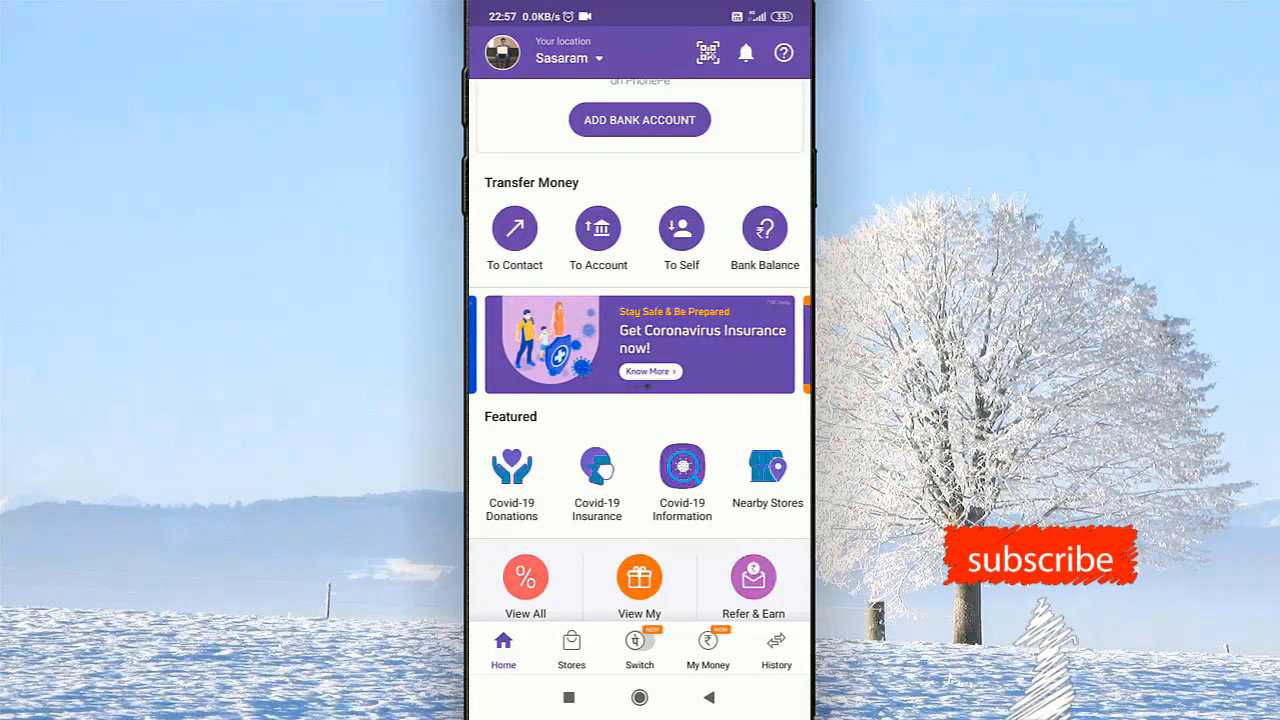 22:57 0.0KB/s
33
Your location
Sasaram
on PhonePe
ADD BANK ACCOUNT
Transfer Money
To Contact
To Account
To Self
Bank Balance
Stay Safe & Be Prepared
Get Coronavirus Insurance
now!
Know More ›
Featured
Covid-19
Donations
Covid-19
Insurance
Covid-19
Information
Nearby Stores
View All
View My
Refer & Earn
Home
Stores
NEW
पे
Switch
NEW
My Money
History
subscribe